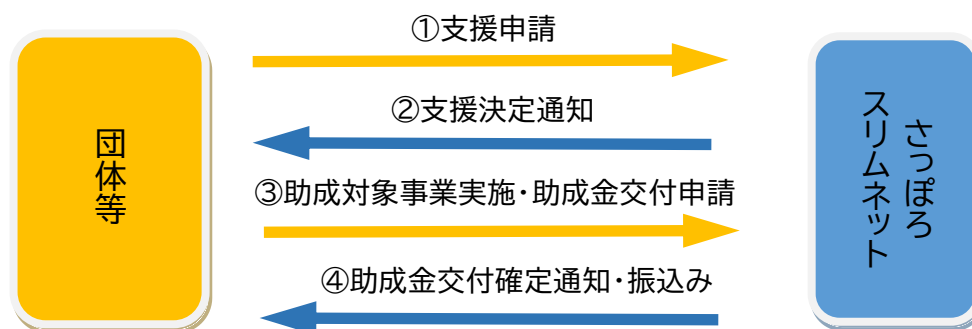 ①支援申請
②支援決定通知
③助成対象事業実施・助成金交付申請
④助成金交付確定通知・振込み
団体等
さっぽろ
スリムネット